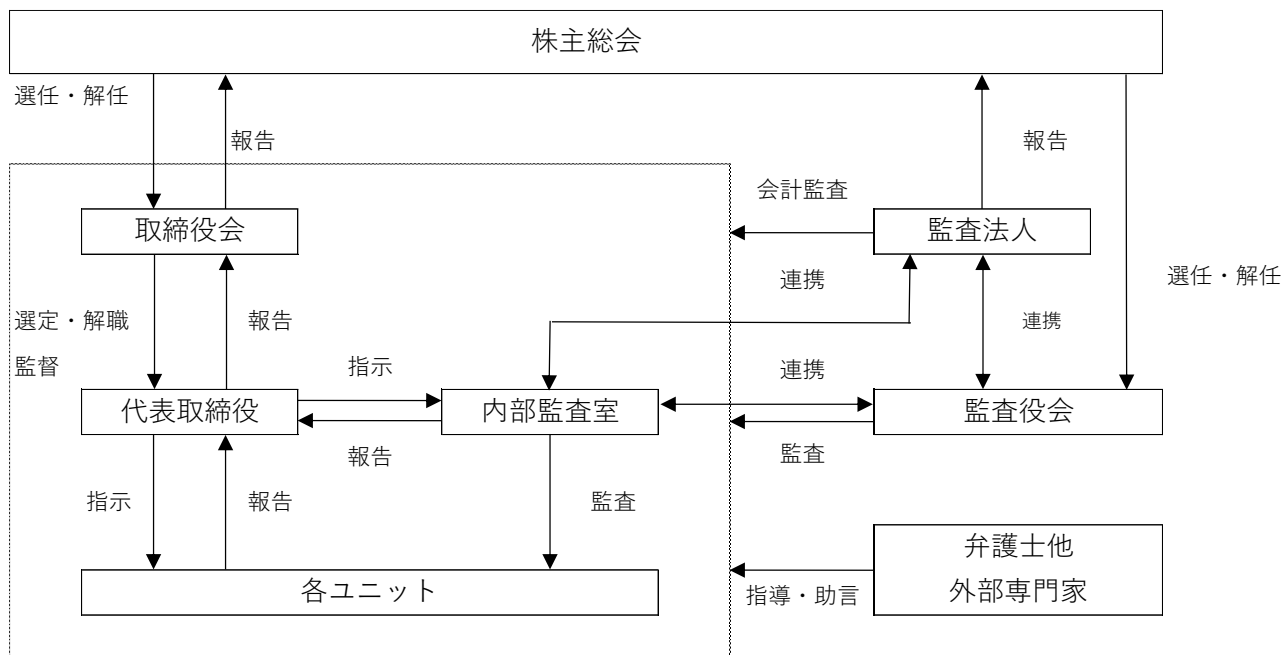 株主総会
選任・解任
報告
報告
会計監査
取締役会
監査法人
連携
選任・解任
選定・解職
監督
報告
連携
指示
連携
代表取締役
内部監査室
監査役会
報告
監査
指示
報告
監査
弁護士他
外部専門家
各ユニット
指導・助言